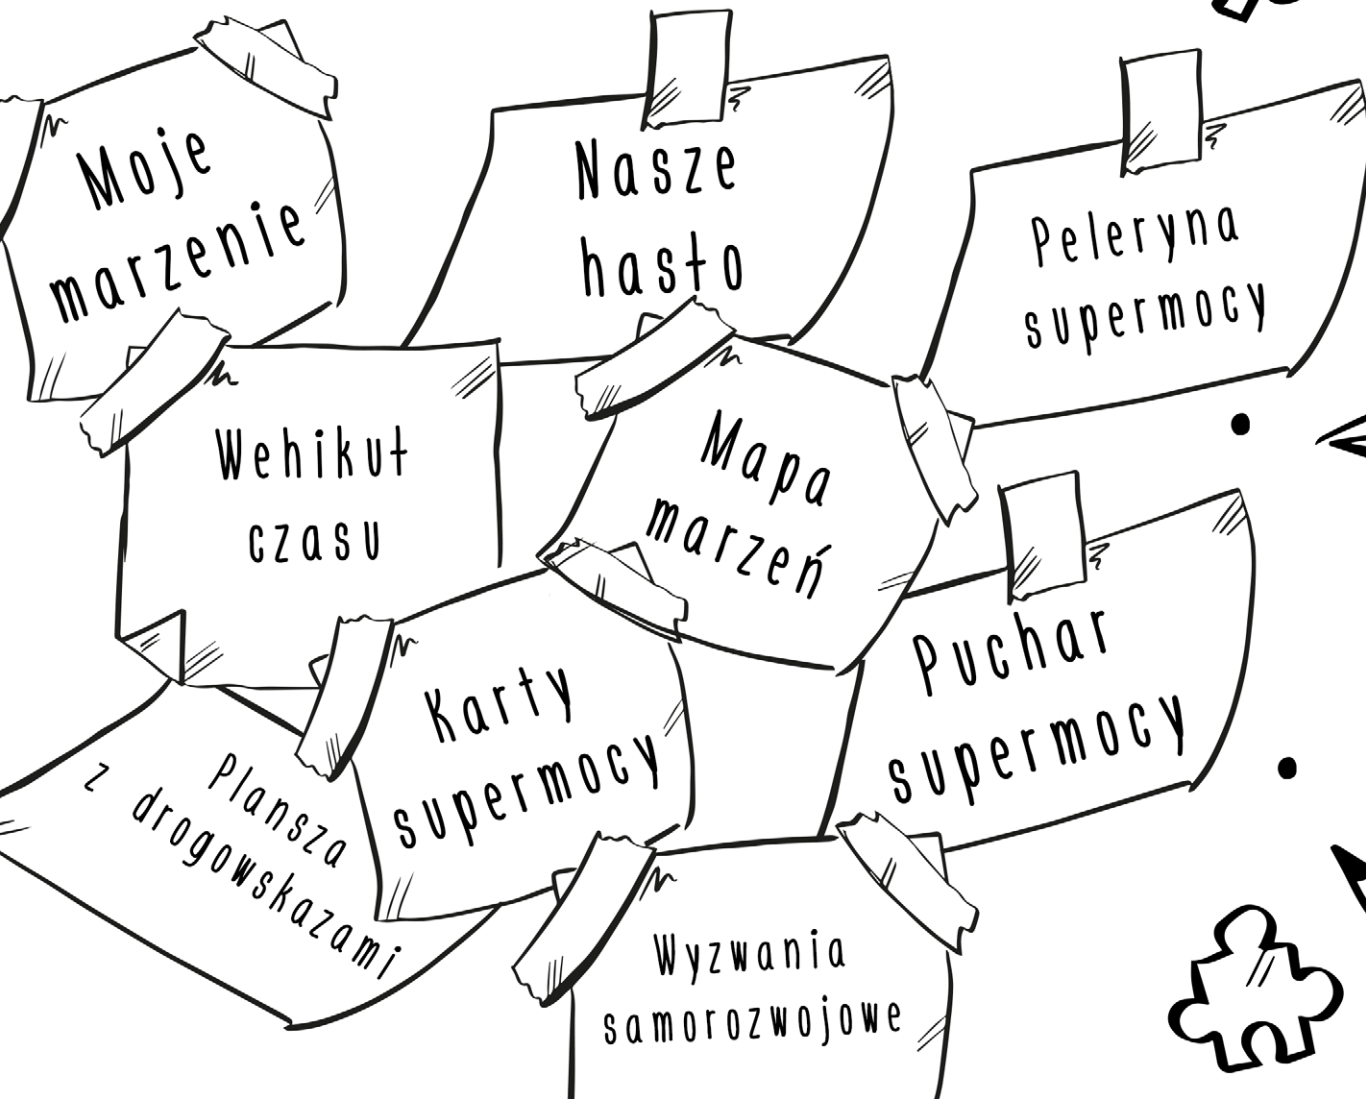 Moje
marzenie
Nasze
hasło
Peleryna
supermocy
Wehikuł
czasu
Mapa
marzeń
Karty
supermocy
Puchar
supermocy
Plansza
z drogowskazami
Wyzwania
samorozwojowe